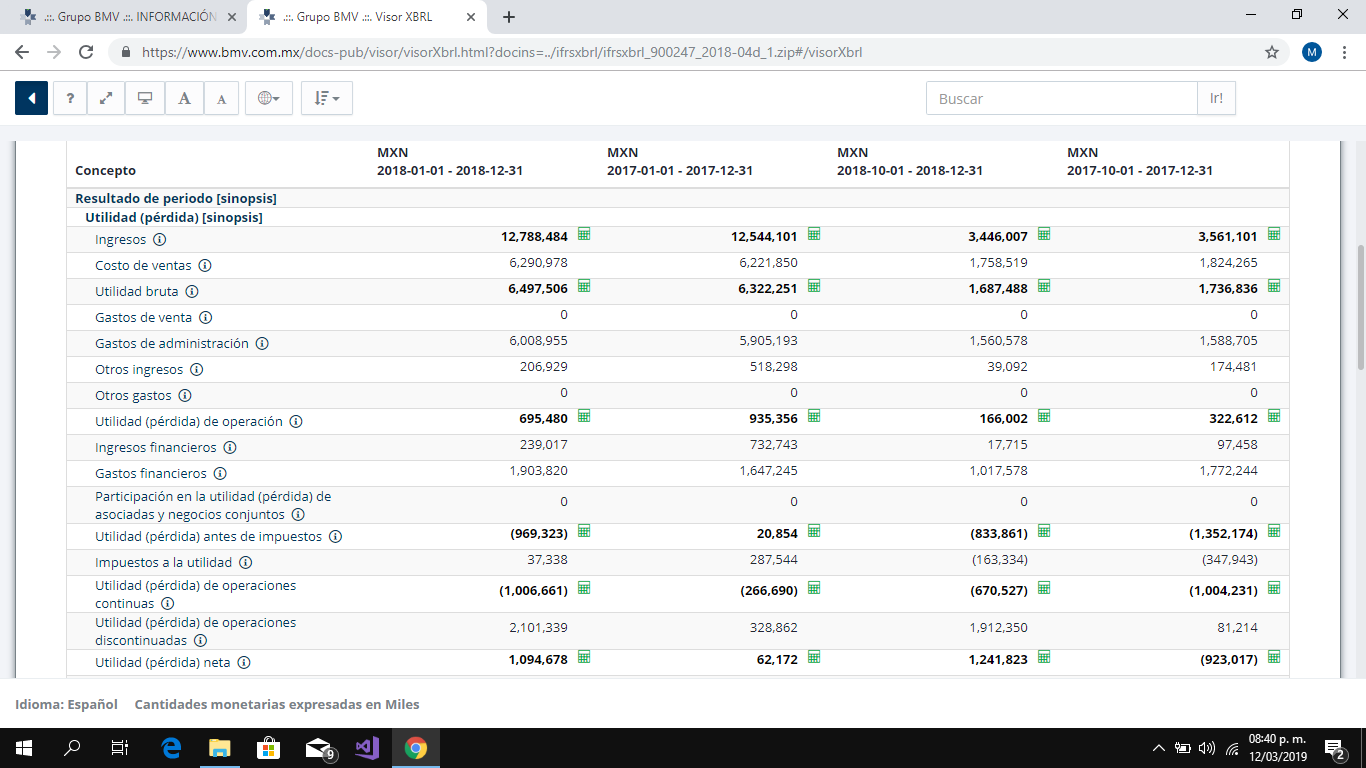 .::. Grupo BMV .::. INFORMACIÓN
.::. Grupo BMV .::. Visor XBRL
https://www.bmv.com.mx/docs-pub/visor/visorXbrl.html?docins=../ifrsxbrl/ifrsxbrl_900247_2018-04d_1.zip#/visorXbrl
M
? A A Buscar Ir!
MXN MXN MXN MXN
Concepto 2018-01-01 - 2018-12-31 2017-01-01 - 2017-12-31 2018-10-01 - 2018-12-31 2017-10-01 - 2017-12-31
Resultado de periodo [sinopsis]
Utilidad (pérdida) [sinopsis]
Ingresos 12,788,484 12,544,101 3,446,007 3,561,101
Costo de ventas 6,290,978 6,221,850 1,758,519 1,824,265
Utilidad bruta 6,497,506 6,322,251 1,687,488 1,736,836
Gastos de venta 0 0 0 0
Gastos de administración 6,008,955 5,905,193 1,560,578 1,588,705
Otros ingresos 206,929 518,298 39,092 174,481
Otros gastos 0 0 0 0
Utilidad (pérdida) de operación 695,480 935,356 166,002 322,612
Ingresos financieros 239,017 732,743 17,715 97,458
Gastos financieros 1,903,820 1,647,245 1,017,578 1,772,244
Participación en la utilidad (pérdida) de
asociadas y negocios conjuntos 0 0 0 0
Utilidad (pérdida) antes de impuestos (969,323) 20,854 (833,861) (1,352,174)
Impuestos a la utilidad 37,338 287,544 (163,334) (347,943)
Utilidad (pérdida) de operaciones
continuas (1,006,661) (266,690) (670,527) (1,004,231)
Utilidad (pérdida) de operaciones
discontinuadas 2,101,339 328,862 1,912,350 81,214
Utilidad (pérdida) neta 1,094,678 62,172 1,241,823 (923,017)
Idioma: Español Cantidades monetarias expresadas en Miles
9
08:40 p. m.
12/03/2019
2